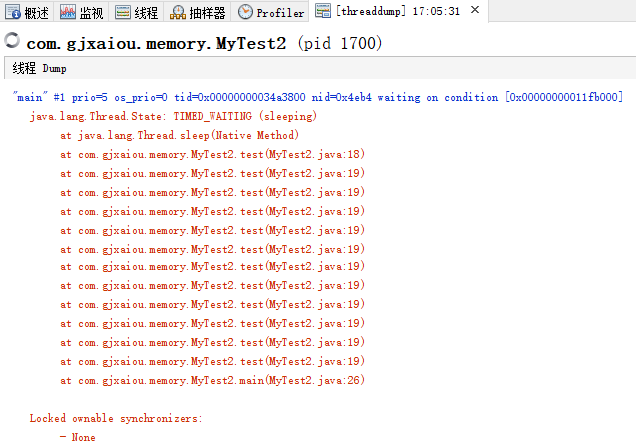 概述 监视 线程 抽样器 Profiler [threaddump] 17:05:31 ×
com.gjxaiou.memory.MyTest2 (pid 1700)
线程 Dump
"main" #1 prio=5 os_prio=0 tid=0x00000000034a3800 nid=0x4eb4 waiting on condition [0x00000000011fb000]
java.lang.Thread.State: TIMED_WAITING (sleeping)
at java.lang.Thread.sleep(Native Method)
at com.gjxaiou.memory.MyTest2.test(MyTest2.java:18)
at com.gjxaiou.memory.MyTest2.test(MyTest2.java:19)
at com.gjxaiou.memory.MyTest2.test(MyTest2.java:19)
at com.gjxaiou.memory.MyTest2.test(MyTest2.java:19)
at com.gjxaiou.memory.MyTest2.test(MyTest2.java:19)
at com.gjxaiou.memory.MyTest2.test(MyTest2.java:19)
at com.gjxaiou.memory.MyTest2.test(MyTest2.java:19)
at com.gjxaiou.memory.MyTest2.test(MyTest2.java:19)
at com.gjxaiou.memory.MyTest2.test(MyTest2.java:19)
at com.gjxaiou.memory.MyTest2.test(MyTest2.java:19)
at com.gjxaiou.memory.MyTest2.test(MyTest2.java:19)
at com.gjxaiou.memory.MyTest2.test(MyTest2.java:19)
at com.gjxaiou.memory.MyTest2.main(MyTest2.java:26)
Locked ownable synchronizers:
- None